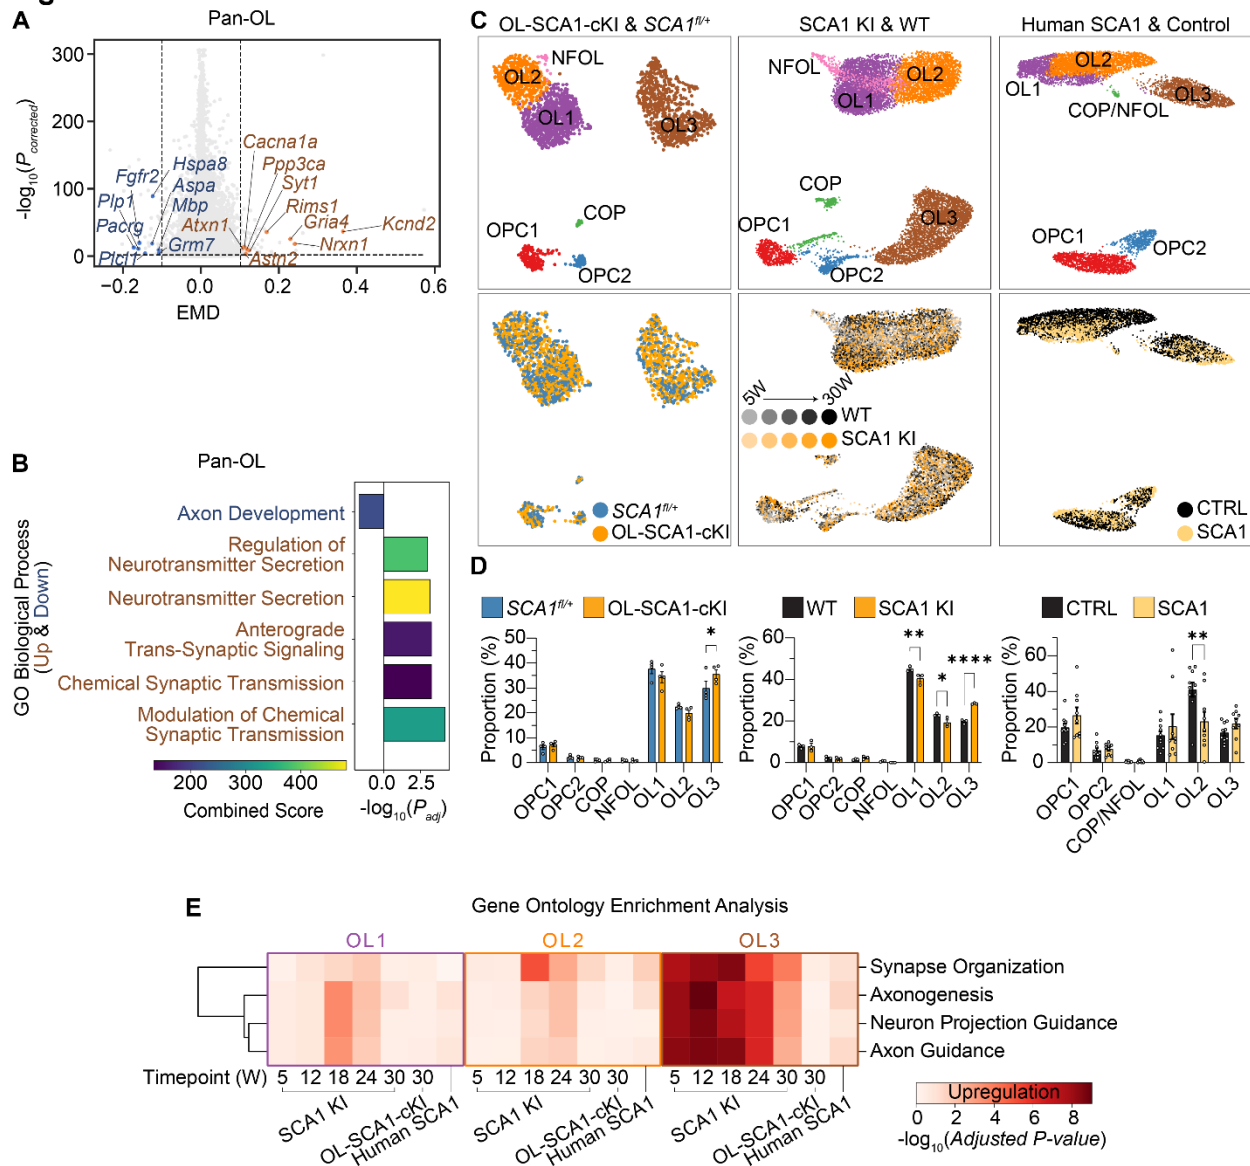 A
Pan-OL
-log10(Pcorrected)
300
200
100
0
Cacna1a
Hspa8
Ppp3ca
Fgfr2
Aspa
Syt1
Plp1
Mbp
Rims1
Pacrg
Atxn1
Gria4
Kcnd2
Grm7
Nrxn1
Plcl1
Astn2
−0.2 0.0 0.2 0.4 0.6
EMD
B
Pan-OL
GO Biological Process
(Up & Down)
Axon Development
Regulation of
Neurotransmitter Secretion
Neurotransmitter Secretion
Anterograde
Trans-Synaptic Signaling
Chemical Synaptic Transmission
Modulation of Chemical
Synaptic Transmission
200 300 400
Combined Score
0 2.5
-log10(Padj)
C
OL-SCA1-cKI & SCA1fl/+
SCA1 KI & WT
Human SCA1 & Control
NFOL
OL2
OL1
OL3
COP
OPC1
OPC2
NFOL
OL2
OL1
COP
OL3
OPC1
OPC2
OL2
OL1
COP/NFOL
OL3
OPC1
OPC2
SCA1fl/+
OL-SCA1-cKI
5W
30W
WT
SCA1 KI
CTRL
SCA1
D
SCA1fl/+ OL-SCA1-cKI
Proportion (%)
50
40
30
20
10
0
*
OPC1 OPC2 COP NFOL OL1 OL2 OL3
WT SCA1 KI
Proportion (%)
60
40
20
0
** * ****
OPC1 OPC2 COP NFOL OL1 OL2 OL3
CTRL SCA1
Proportion (%)
60
40
20
0
**
OPC1 OPC2 COP/NFOL OL1 OL2 OL3
E
Gene Ontology Enrichment Analysis
OL1 OL2 OL3
Synapse Organization
Axonogenesis
Neuron Projection Guidance
Axon Guidance
Timepoint (W) 5 12 18 24 30 30 5 12 18 24 30 30 5 12 18 24 30 30
SCA1 KI OL-SCA1-cKI Human SCA1 SCA1 KI OL-SCA1-cKI Human SCA1 SCA1 KI OL-SCA1-cKI Human SCA1
Upregulation
0 2 4 6 8
-log10(Adjusted P-value)